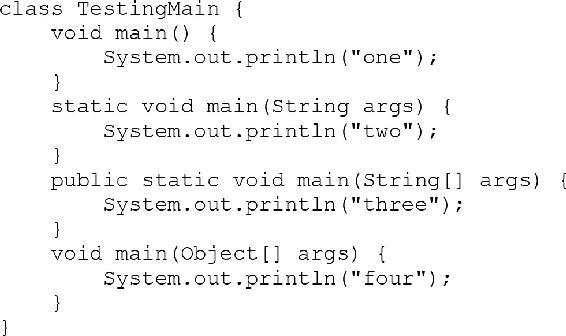 class TestingMain {
    void main() {
        System.out.println("one");
    }
    static void main(String args) {
        System.out.println("two");
    }
    public static void main(String[] args) {
        System.out.println("three");
    }
    void main(Object[] args) {
        System.out.println("four");
    }
}